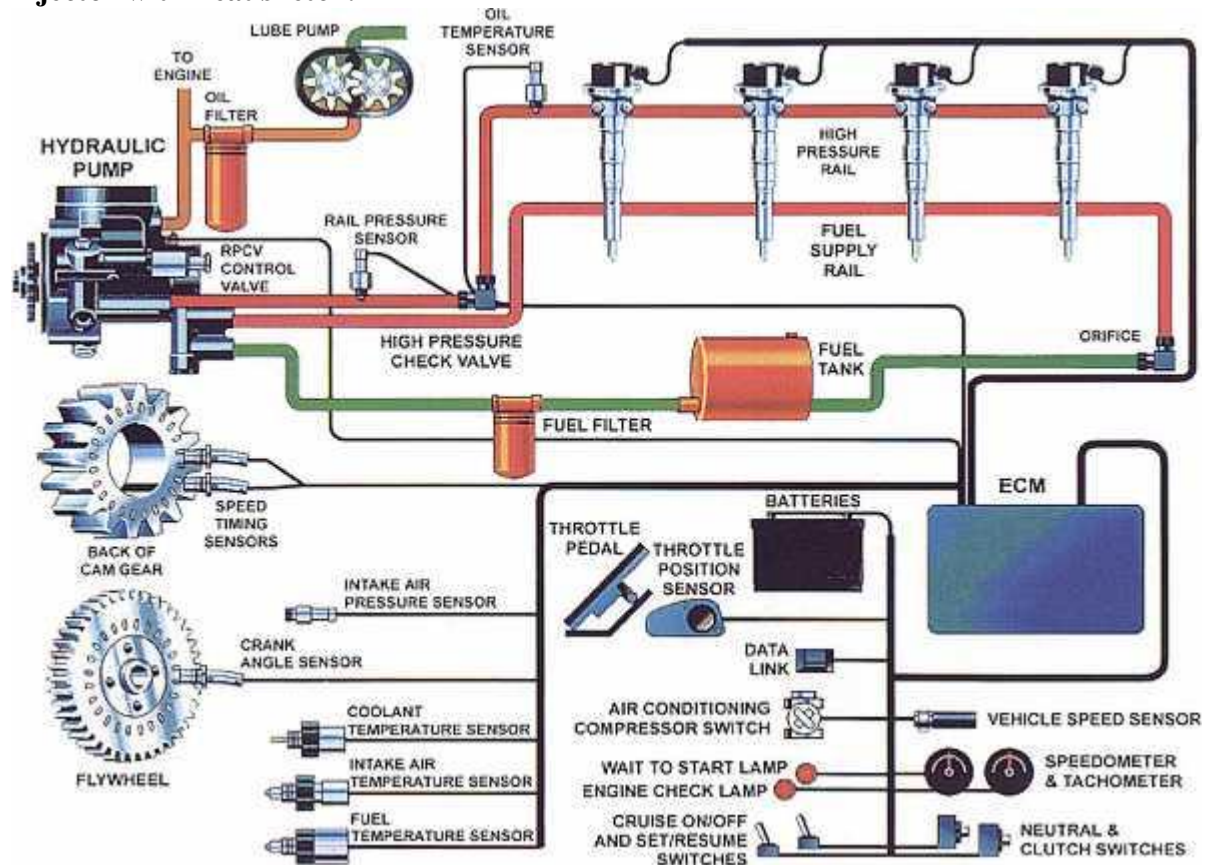 LUBE PUMP
OIL
TEMPERATURE
SENSOR
TO
ENGINE
OIL
FILTER
HYDRAULIC
PUMP
HIGH
PRESSURE
RAIL
RAIL PRESSURE
SENSOR
RPCV
CONTROL
VALVE
FUEL
SUPPLY
RAIL
HIGH PRESSURE
CHECK VALVE
FUEL
TANK
ORIFICE
FUEL FILTER
SPEED
TIMING
SENSORS
BACK OF
CAM GEAR
BATTERIES
ECM
THROTTLE
PEDAL
THROTTLE
POSITION
SENSOR
INTAKE AIR
PRESSURE SENSOR
CRANK
ANGLE SENSOR
DATA
LINK
COOLANT
TEMPERATURE SENSOR
AIR CONDITIONING
COMPRESSOR SWITCH
VEHICLE SPEED SENSOR
FLYWHEEL
INTAKE AIR
TEMPERATURE SENSOR
WAIT TO START LAMP
ENGINE CHECK LAMP
SPEEDOMETER
& TACHOMETER
FUEL
TEMPERATURE SENSOR
CRUISE ON/OFF
AND SET/RESUME
SWITCHES
NEUTRAL &
CLUTCH SWITCHES